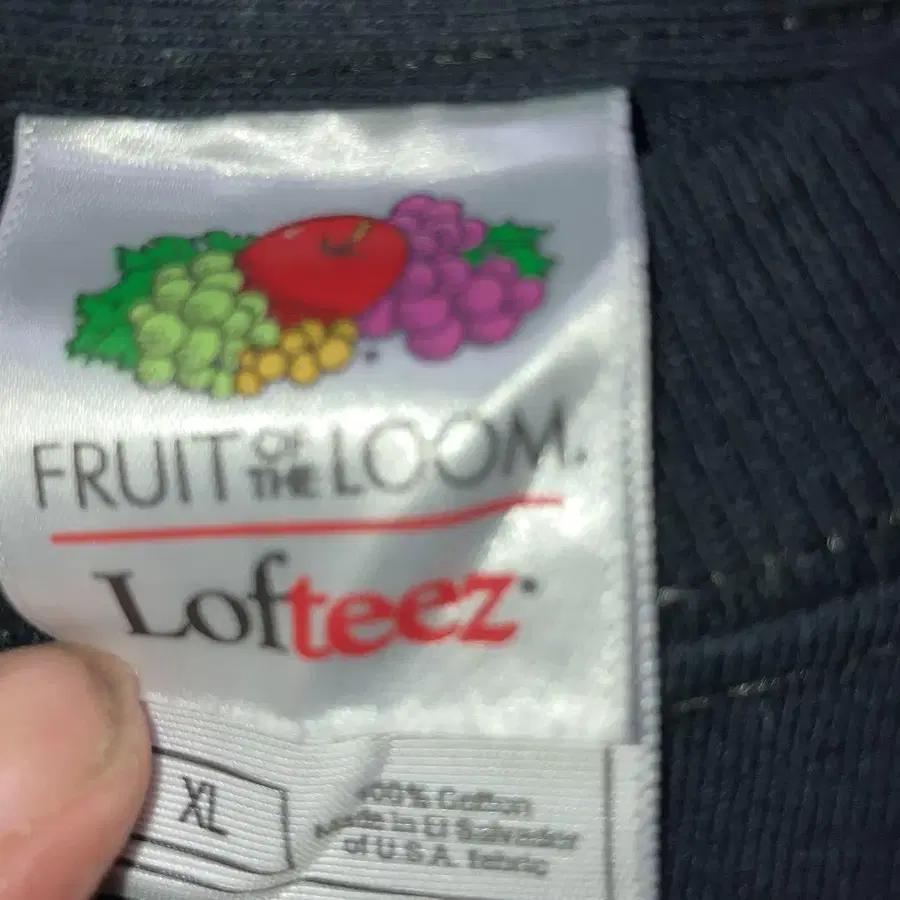 FRUIT OF THE LOOM.
Lofteez
XL
100% Cotton
Made in El Salvador
of U.S.A. fabric